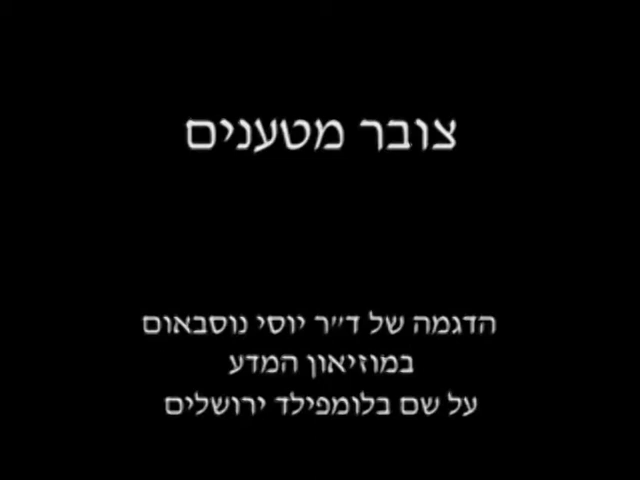 צובר מטענים
הדגמה של ד״ר יוסי נוסבאום
במוזיאון המדע
על שם בלומפילד ירושלים